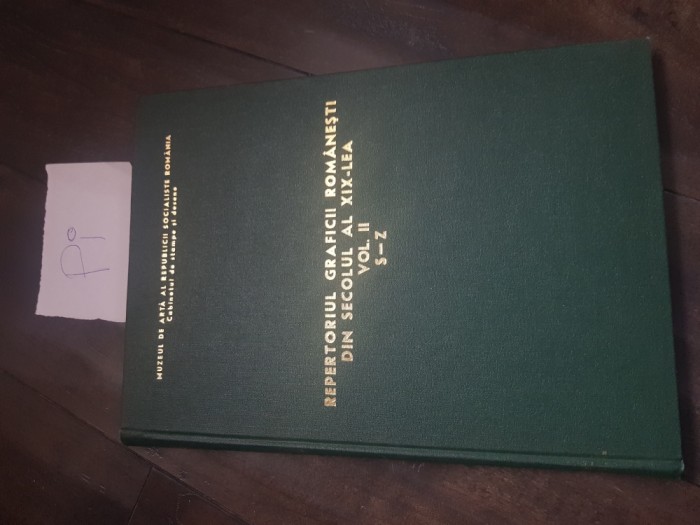 MUZEUL DE ARTĂ AL REPUBLICII SOCIALISTE ROMÂNIA
Cabinetul de stampe și desene
REPERTORIUL GRAFICII ROMÂNEȘTI
DIN SECOLUL AL XIX-LEA
VOL. II
S – Z